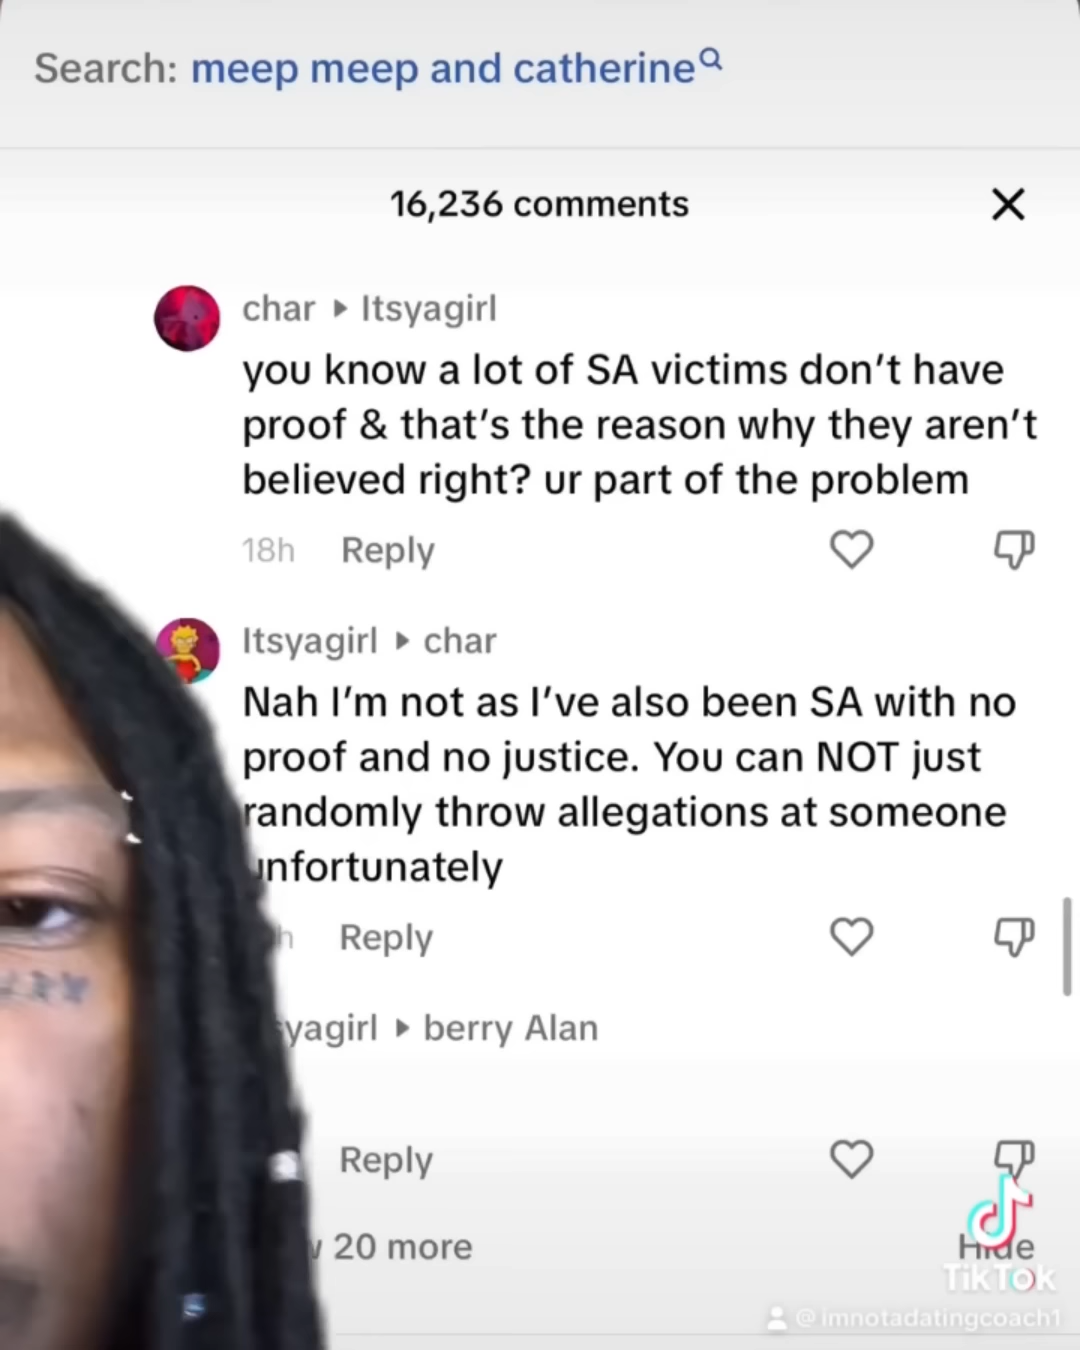 Search: meep meep and catherine
16,236 comments
char ▶ Itsyagirl
you know a lot of SA victims don't have
proof & that's the reason why they aren't
believed right? ur part of the problem
18h Reply
Itsyagirl ▶ char
Nah I'm not as I've also been SA with no
proof and no justice. You can NOT just
randomly throw allegations at someone
unfortunately
h Reply
syagirl ▶ berry Alan
Reply
20 more
Hide
TikTok
@imnotadatingcoach1